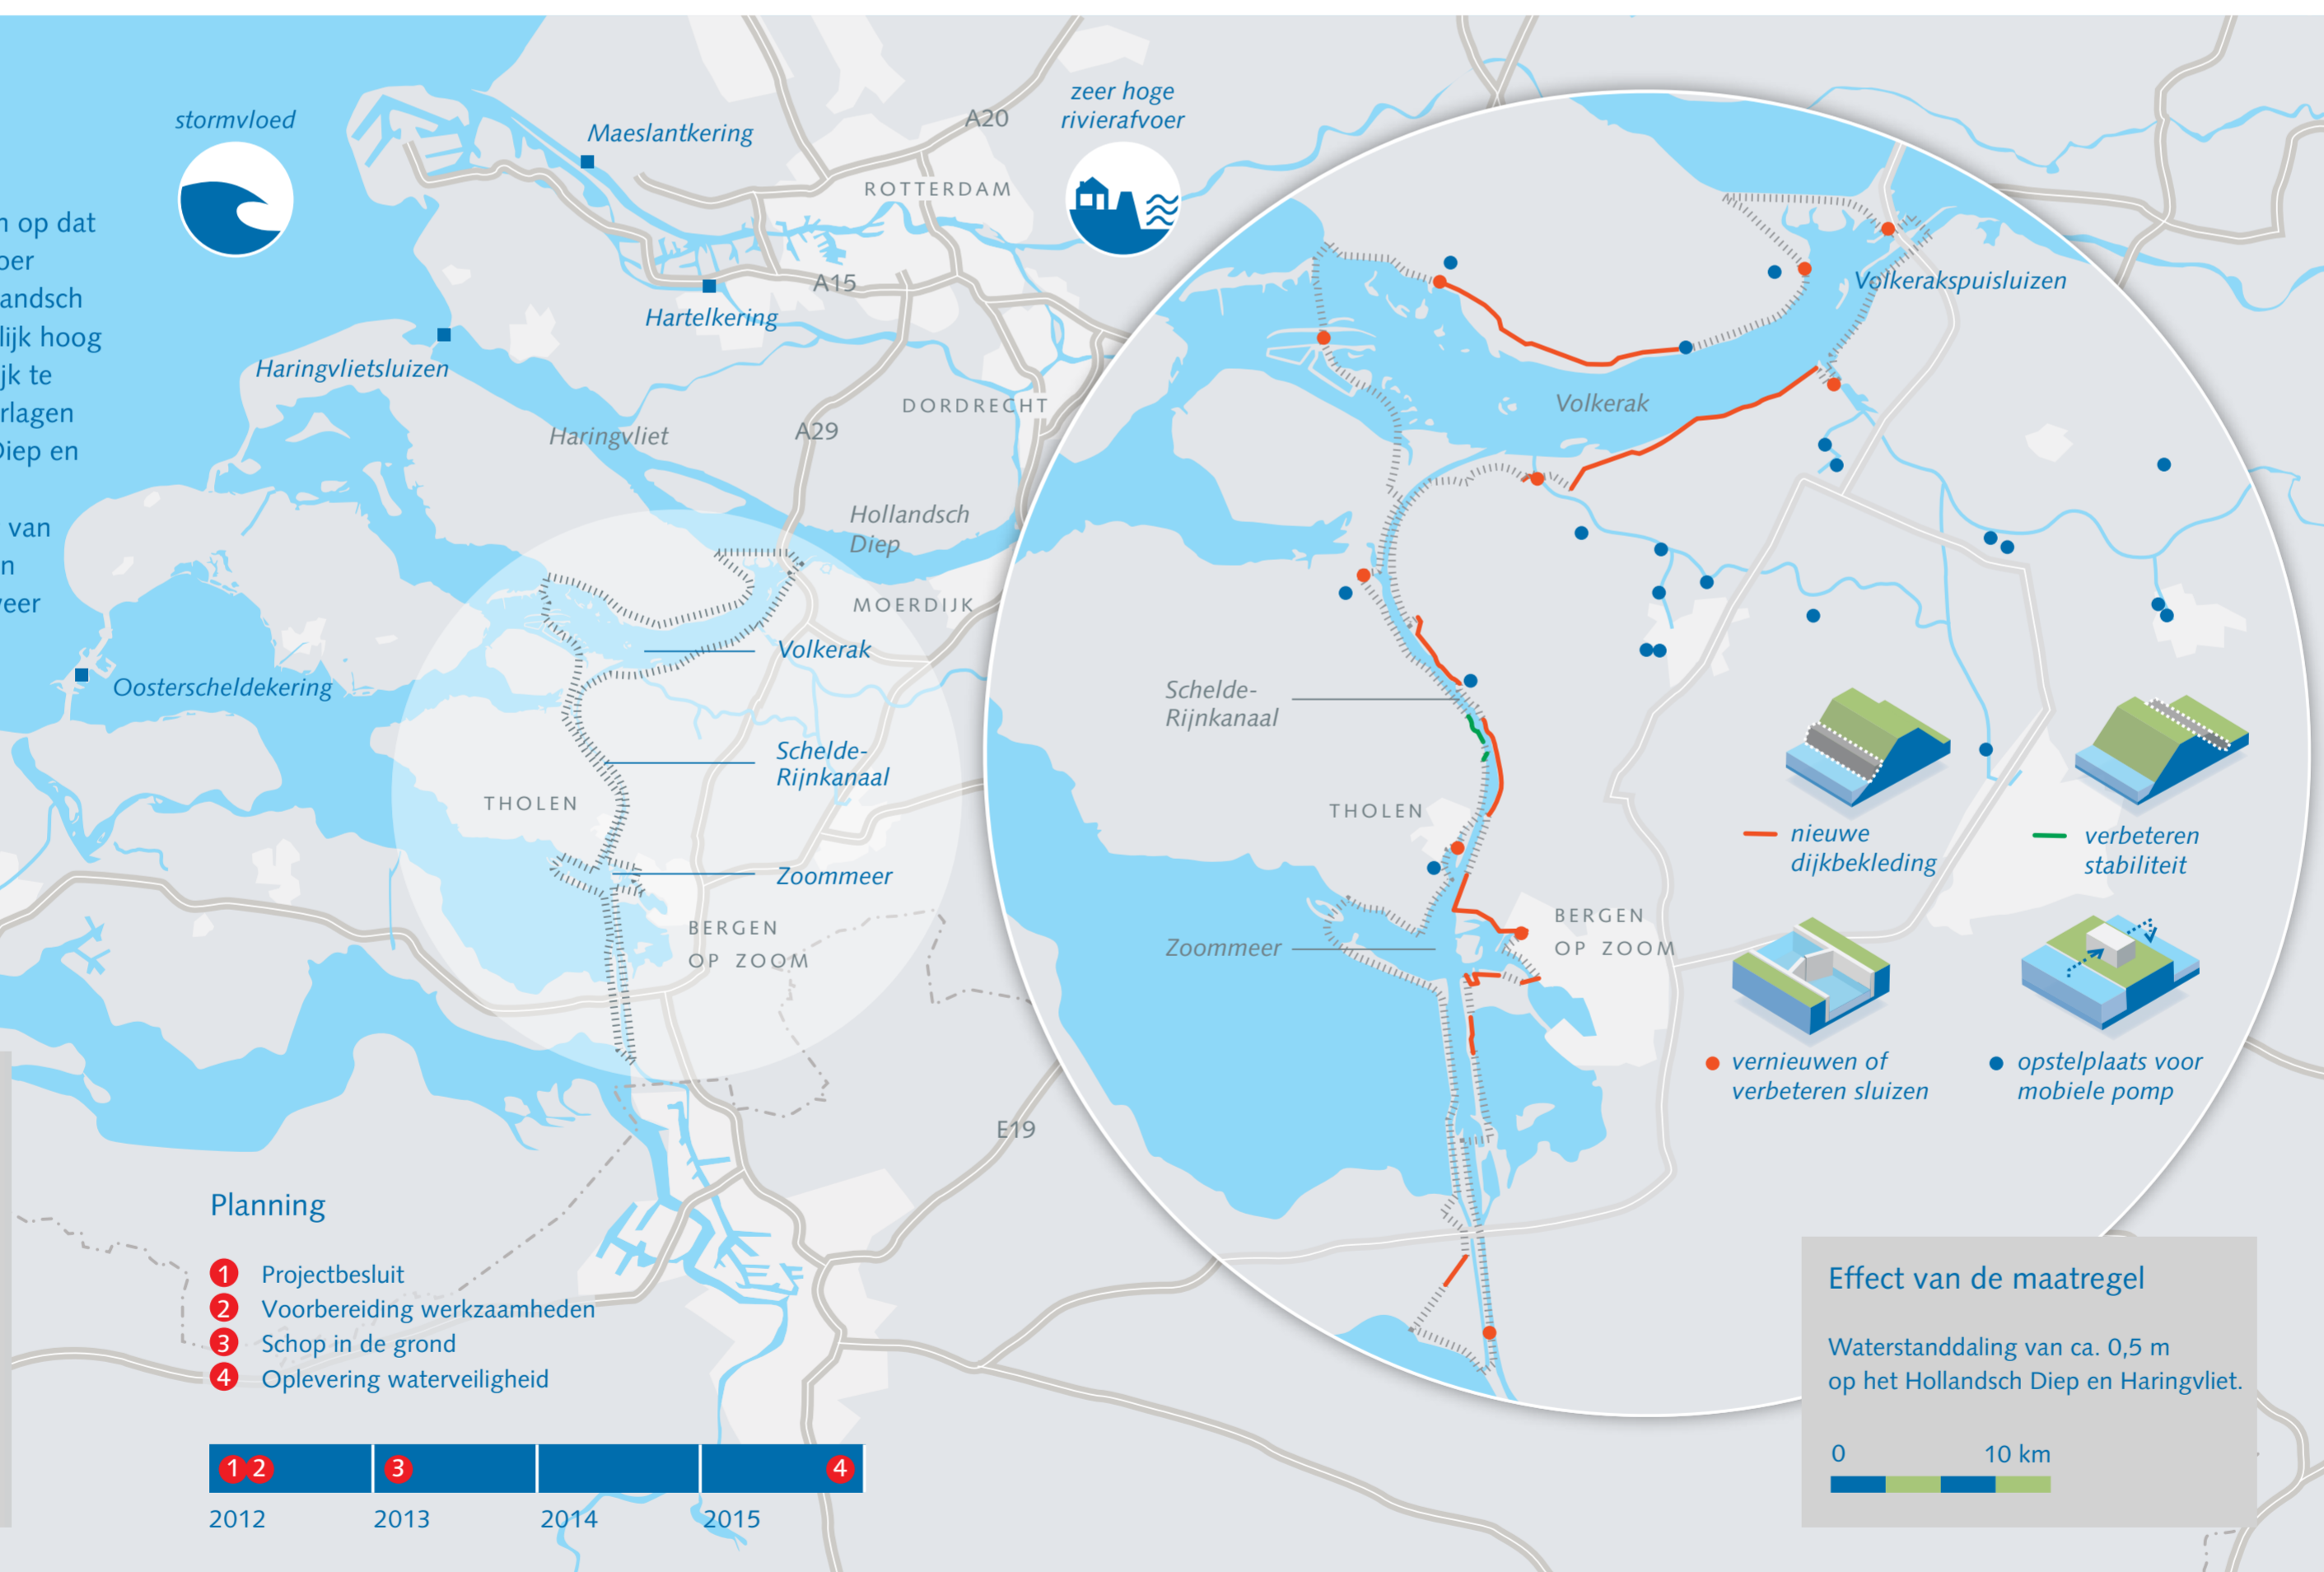 n op dat
oer
andsch
lijk hoog
jk te
rlagen
Diep en
van
n
veer
stormvloed
Maeslantkering
A20
zeer hoge
rivierafvoer
ROTTERDAM
A15
Hartelkering
Haringvlietsluizen
DORDRECHT
Haringvliet
A29
Hollandsch
Diep
MOERDIJK
Volkerak
Oosterscheldekering
Schelde-
Rijnkanaal
THOLEN
Zoommeer
BERGEN
OP ZOOM
E19
Volkerakspuisluizen
Volkerak
Schelde-
Rijnkanaal
THOLEN
Zoommeer
BERGEN
OP ZOOM
nieuwe
dijkbekleding
verbeteren
stabiliteit
vernieuwen of
verbeteren sluizen
opstelplaats voor
mobiele pomp
Planning
1 Projectbesluit
2 Voorbereiding werkzaamheden
3 Schop in de grond
4 Oplevering waterveiligheid
1 2 3 4
2012 2013 2014 2015
Effect van de maatregel
Waterstanddaling van ca. 0,5 m
op het Hollandsch Diep en Haringvliet.
0 10 km